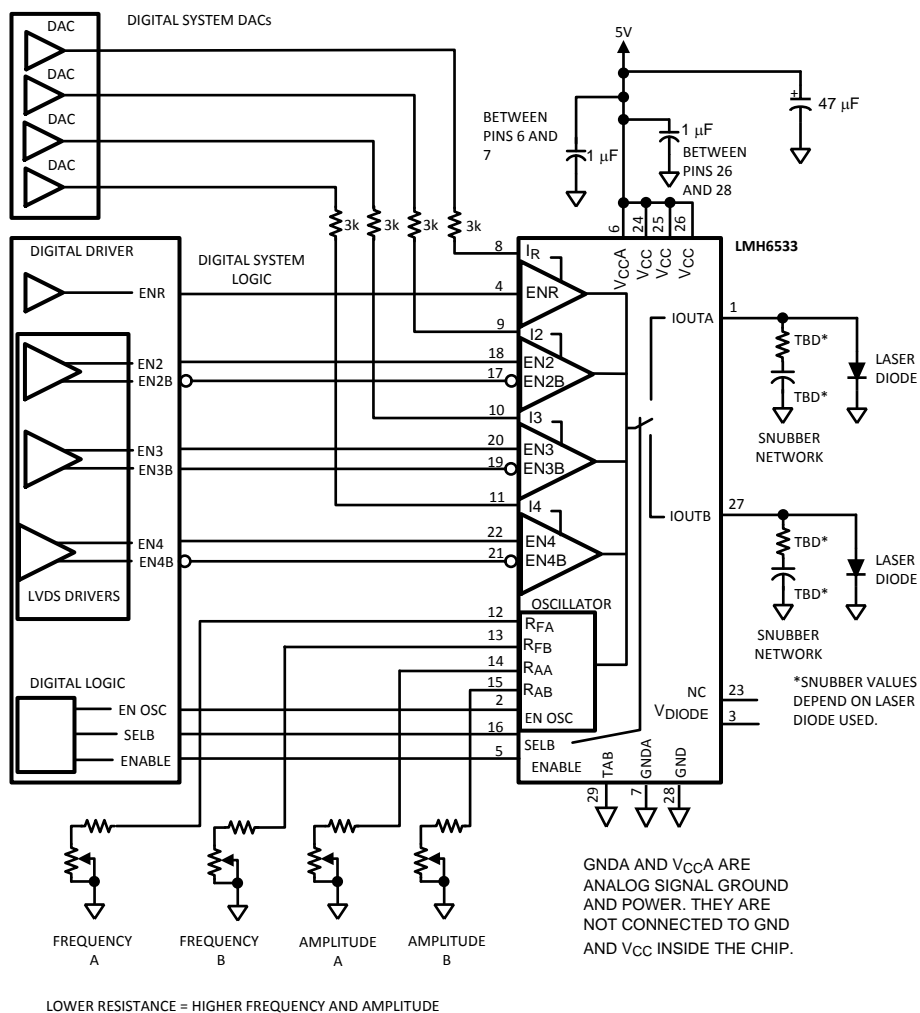 DIGITAL SYSTEM DACs
DAC
DAC
DAC
DAC
5V
+
47 µF
BETWEEN
PINS 6 AND
7
1 µF
1 µF
BETWEEN
PINS 26
AND 28
3k
3k
3k
3k
DIGITAL DRIVER
DIGITAL SYSTEM
LOGIC
LMH6533
6
24
25
26
VCCA
VCC
VCC
VCC
8
IR
ENR
4
ENR
9
I2
EN2
18
EN2
EN2B
17
EN2B
10
I3
EN3
20
EN3
EN3B
19
EN3B
11
I4
EN4
22
EN4
EN4B
21
EN4B
LVDS DRIVERS
IOUTA
1
TBD*
TBD*
LASER
DIODE
SNUBBER
NETWORK
IOUTB
27
TBD*
TBD*
LASER
DIODE
SNUBBER
NETWORK
OSCILLATOR
12
RFA
13
RFB
14
RAA
15
RAB
DIGITAL LOGIC
EN OSC
2
EN OSC
SELB
16
SELB
ENABLE
5
ENABLE
NC
23
VDIODE
3
*SNUBBER VALUES
DEPEND ON LASER
DIODE USED.
TAB
GNDA
GND
29
7
28
GNDA AND VCCA ARE
ANALOG SIGNAL GROUND
AND POWER. THEY ARE
NOT CONNECTED TO GND
AND VCC INSIDE THE CHIP.
FREQUENCY
A
FREQUENCY
B
AMPLITUDE
A
AMPLITUDE
B
LOWER RESISTANCE = HIGHER FREQUENCY AND AMPLITUDE